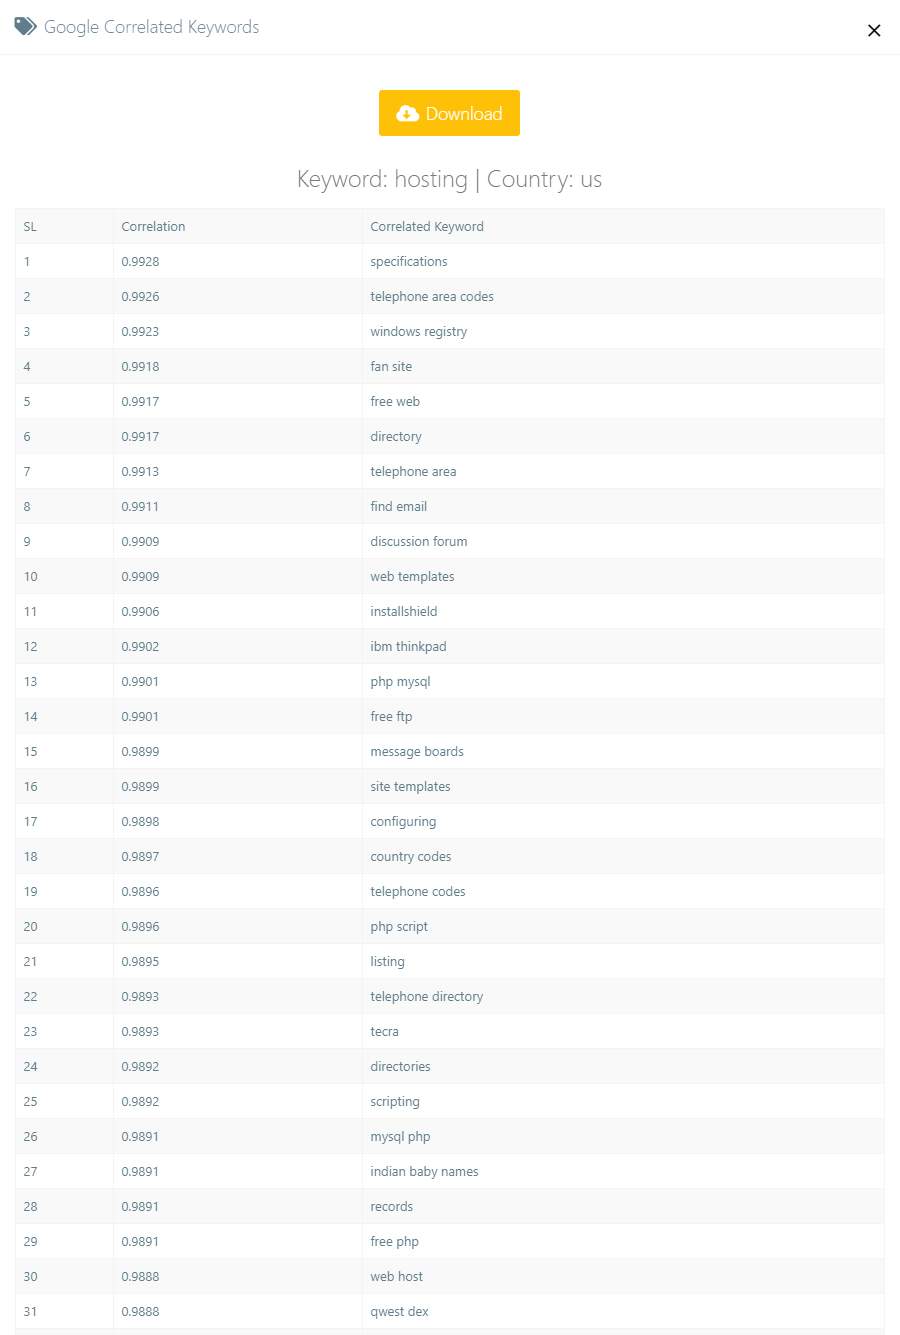 Google Correlated Keywords
Download
Keyword: hosting | Country: us
SL Correlation Correlated Keyword
1 0.9928 specifications
2 0.9926 telephone area codes
3 0.9923 windows registry
4 0.9918 fan site
5 0.9917 free web
6 0.9917 directory
7 0.9913 telephone area
8 0.9911 find email
9 0.9909 discussion forum
10 0.9909 web templates
11 0.9906 installshield
12 0.9902 ibm thinkpad
13 0.9901 php mysql
14 0.9901 free ftp
15 0.9899 message boards
16 0.9899 site templates
17 0.9898 configuring
18 0.9897 country codes
19 0.9896 telephone codes
20 0.9896 php script
21 0.9895 listing
22 0.9893 telephone directory
23 0.9893 tecra
24 0.9892 directories
25 0.9892 scripting
26 0.9891 mysql php
27 0.9891 indian baby names
28 0.9891 records
29 0.9891 free php
30 0.9888 web host
31 0.9888 qwest dex